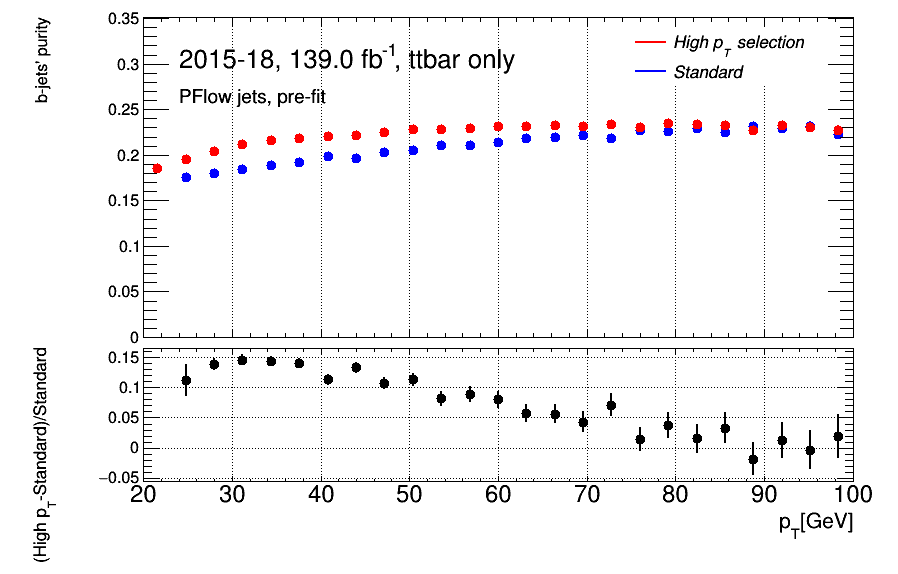 b-jets' purity
0.35
0.3
0.25
0.2
0.15
0.1
0.05
0
2015-18, 139.0 fb-1, ttbar only
PFlow jets, pre-fit
High pT selection
Standard
(High pT-Standard)/Standard
0.15
0.1
0.05
0
−0.05
20 30 40 50 60 70 80 90 100
pT[GeV]